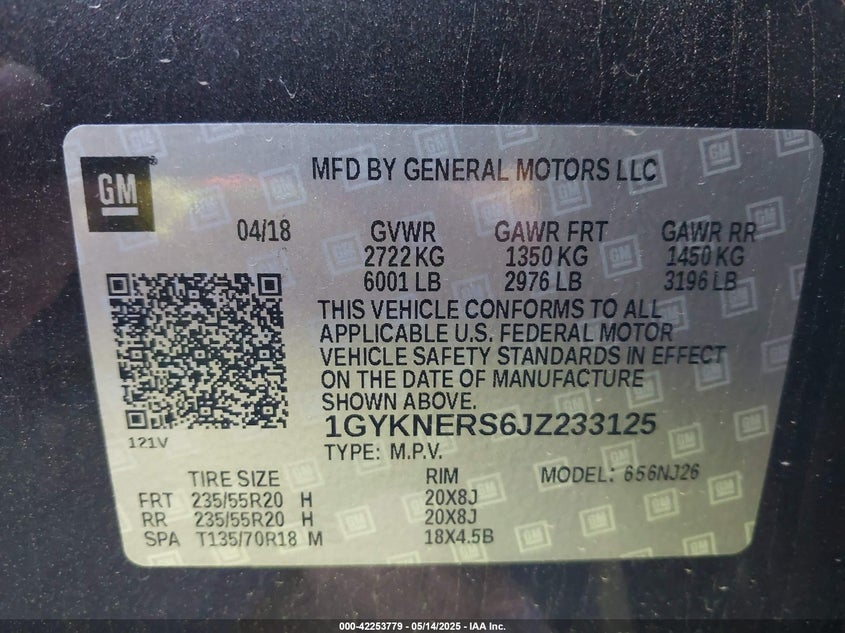 GM
MFD BY GENERAL MOTORS LLC
04/18 GVWR GAWR FRT GAWR RR
2722 KG 1350 KG 1450 KG
6001 LB 2976 LB 3196 LB
THIS VEHICLE CONFORMS TO ALL
APPLICABLE U.S. FEDERAL MOTOR
VEHICLE SAFETY STANDARDS IN EFFECT
ON THE DATE OF MANUFACTURE
SHOWN ABOVE.
1GYKNERS6JZ233125
121V
TYPE: M.P.V.
TIRE SIZE RIM MODEL: 656NJ26
FRT 235/55R20 H 20X8J
RR 235/55R20 H 20X8J
SPA T135/70R18 M 18X4.5B
000-42253779 - 05/14/2025 - IAA Inc.